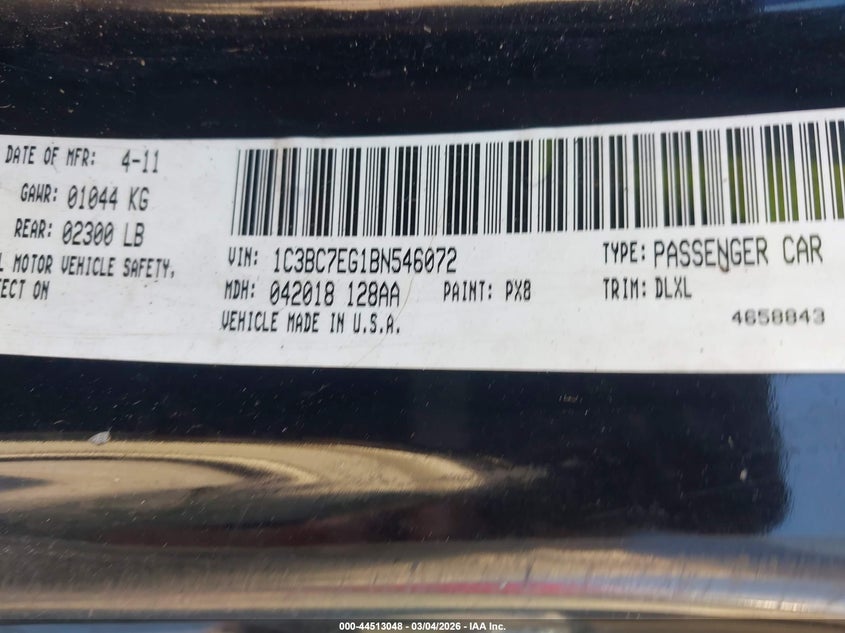 DATE OF MFR: 4-11
GAWR: 01044 KG
REAR: 02300 LB
L MOTOR VEHICLE SAFETY,
ECT ON
VIN: 1C3BC7EG1BN546072
TYPE: PASSENGER CAR
MDH: 042018 128AA
PAINT: PX8
TRIM: DLXL
VEHICLE MADE IN U.S.A.
4658843
000-44513048 - 03/04/2026 - IAA Inc.